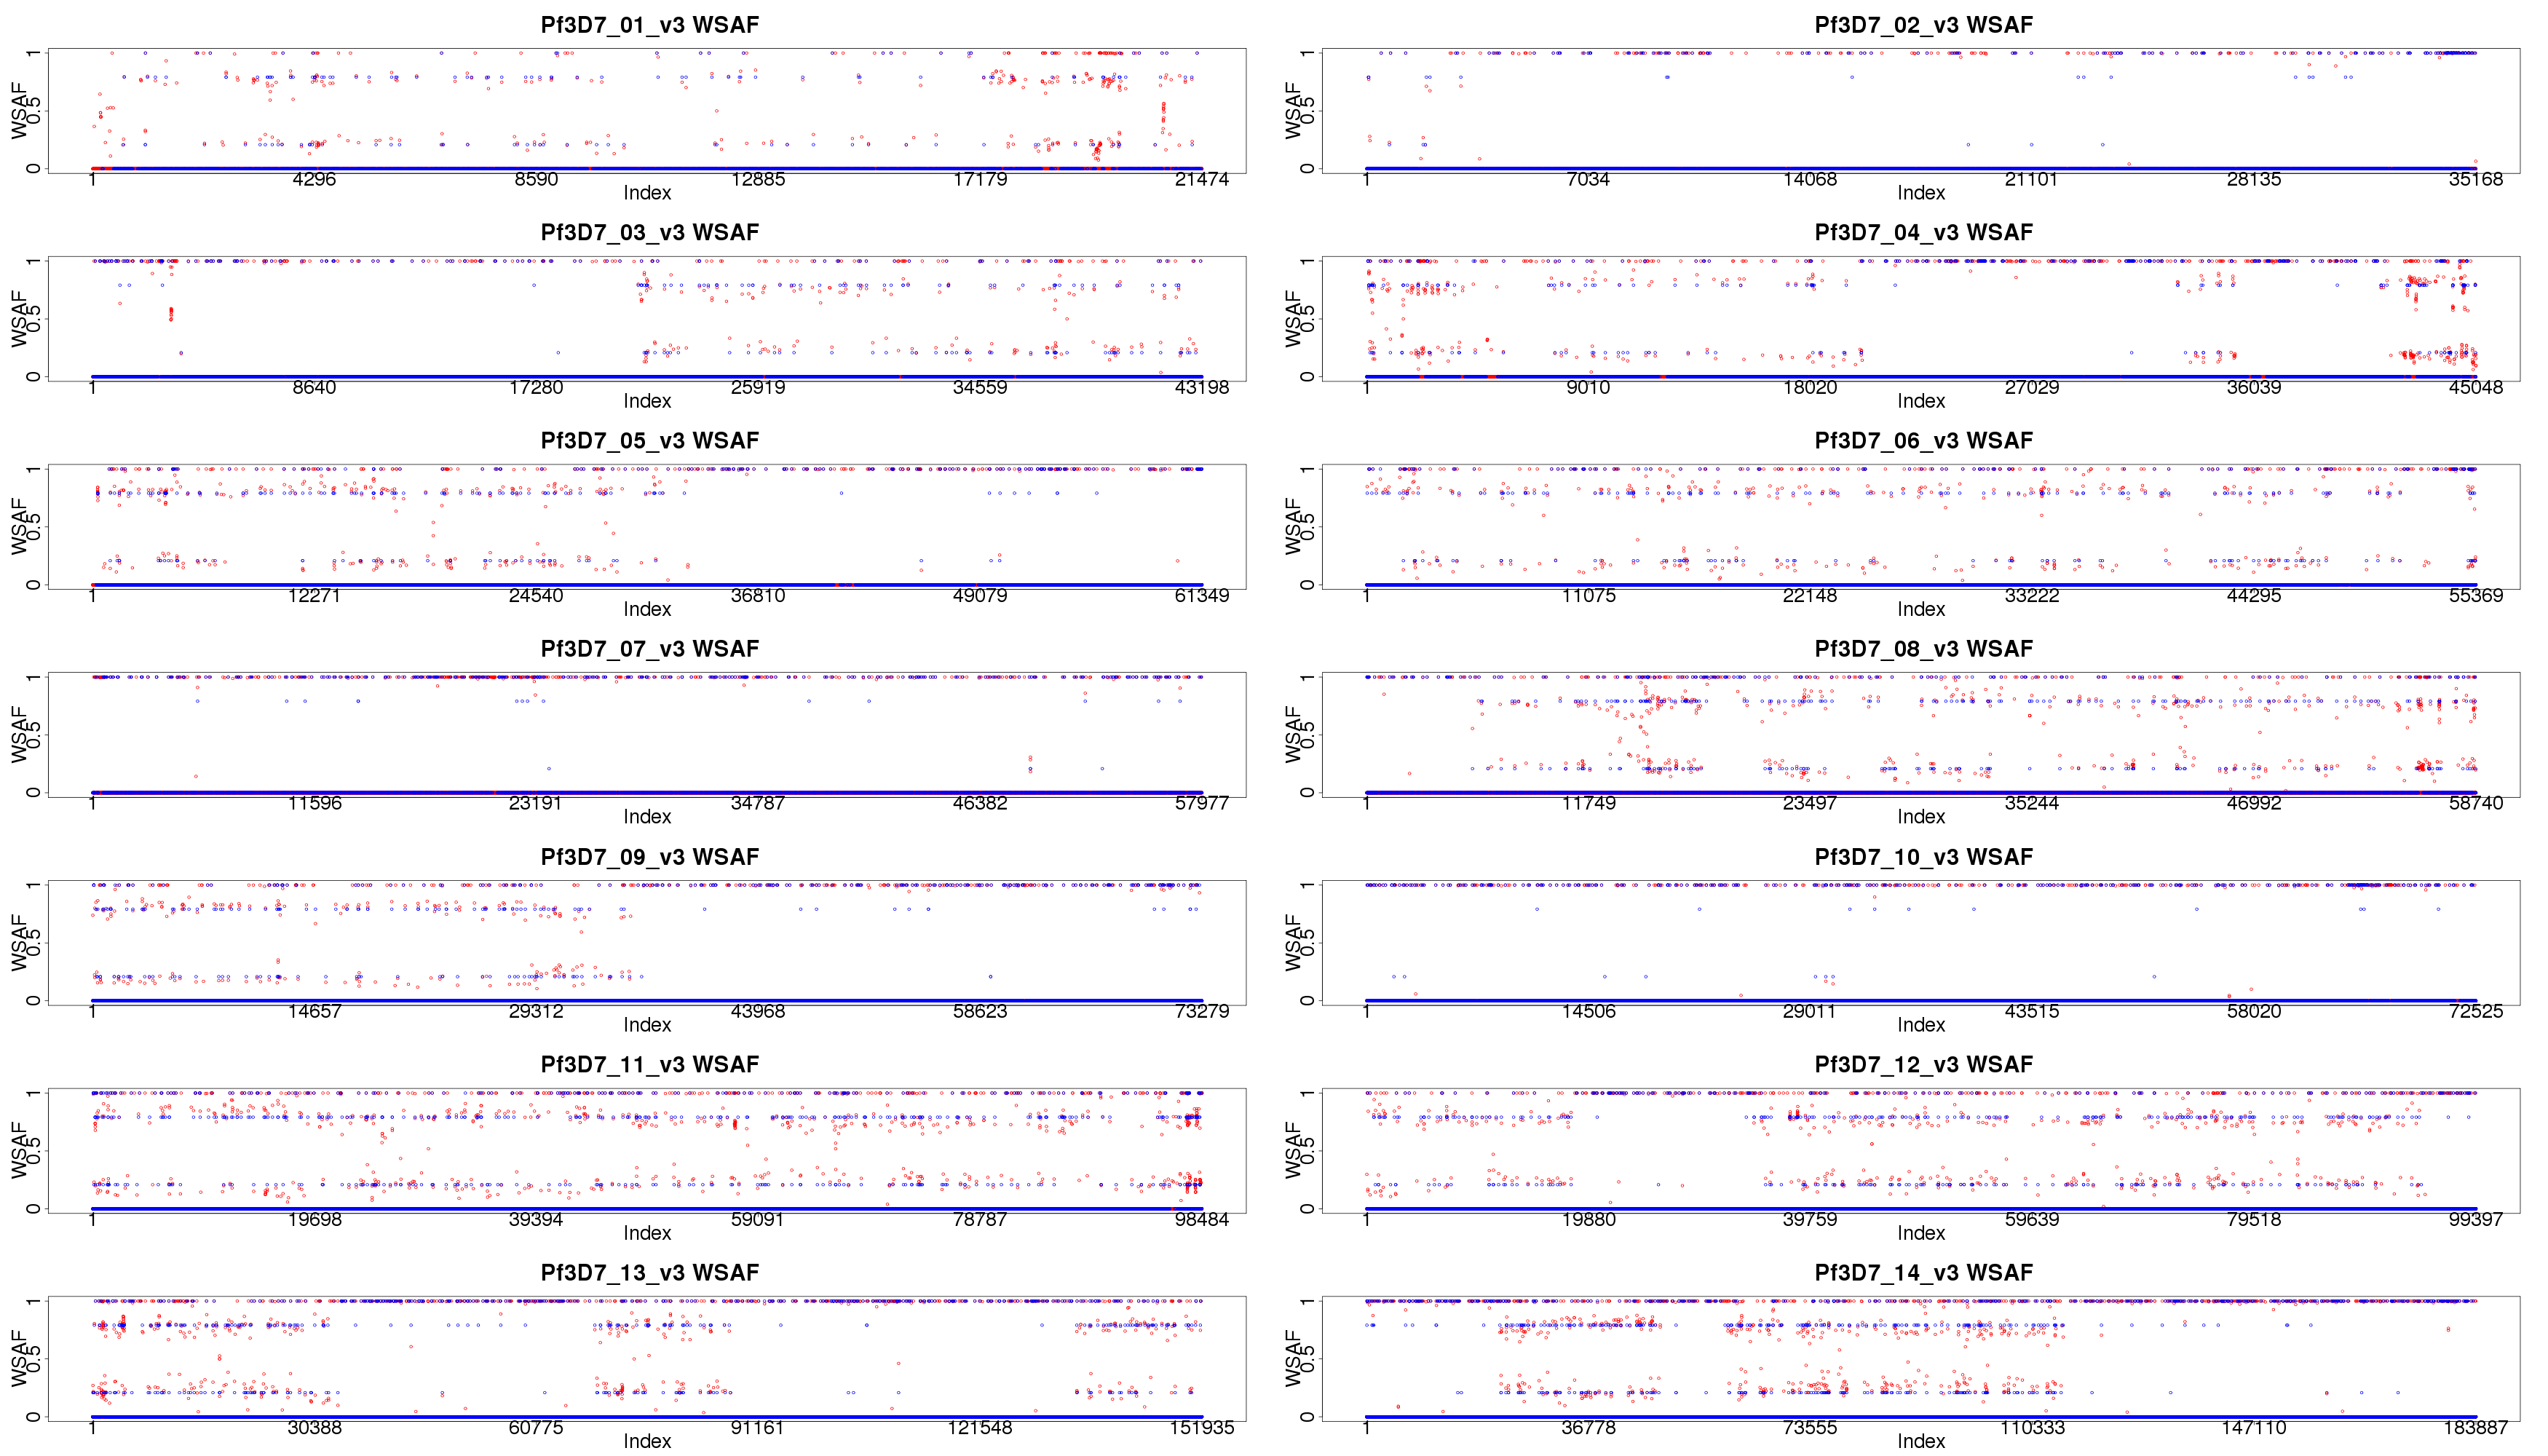 Pf3D7_01_v3 WSAF
WSAF
1
0.5
0
1 4296 8590 12885 17179 21474
Index
Pf3D7_02_v3 WSAF
WSAF
1
0.5
0
1 7034 14068 21101 28135 35168
Index
Pf3D7_03_v3 WSAF
WSAF
1
0.5
0
1 8640 17280 25919 34559 43198
Index
Pf3D7_04_v3 WSAF
WSAF
1
0.5
0
1 9010 18020 27029 36039 45048
Index
Pf3D7_05_v3 WSAF
WSAF
1
0.5
0
1 12271 24540 36810 49079 61349
Index
Pf3D7_06_v3 WSAF
WSAF
1
0.5
0
1 11075 22148 33222 44295 55369
Index
Pf3D7_07_v3 WSAF
WSAF
1
0.5
0
1 11596 23191 34787 46382 57977
Index
Pf3D7_08_v3 WSAF
WSAF
1
0.5
0
1 11749 23497 35244 46992 58740
Index
Pf3D7_09_v3 WSAF
WSAF
1
0.5
0
1 14657 29312 43968 58623 73279
Index
Pf3D7_10_v3 WSAF
WSAF
1
0.5
0
1 14506 29011 43515 58020 72525
Index
Pf3D7_11_v3 WSAF
WSAF
1
0.5
0
1 19698 39394 59091 78787 98484
Index
Pf3D7_12_v3 WSAF
WSAF
1
0.5
0
1 19880 39759 59639 79518 99397
Index
Pf3D7_13_v3 WSAF
WSAF
1
0.5
0
1 30388 60775 91161 121548 151935
Index
Pf3D7_14_v3 WSAF
WSAF
1
0.5
0
1 36778 73555 110333 147110 183887
Index